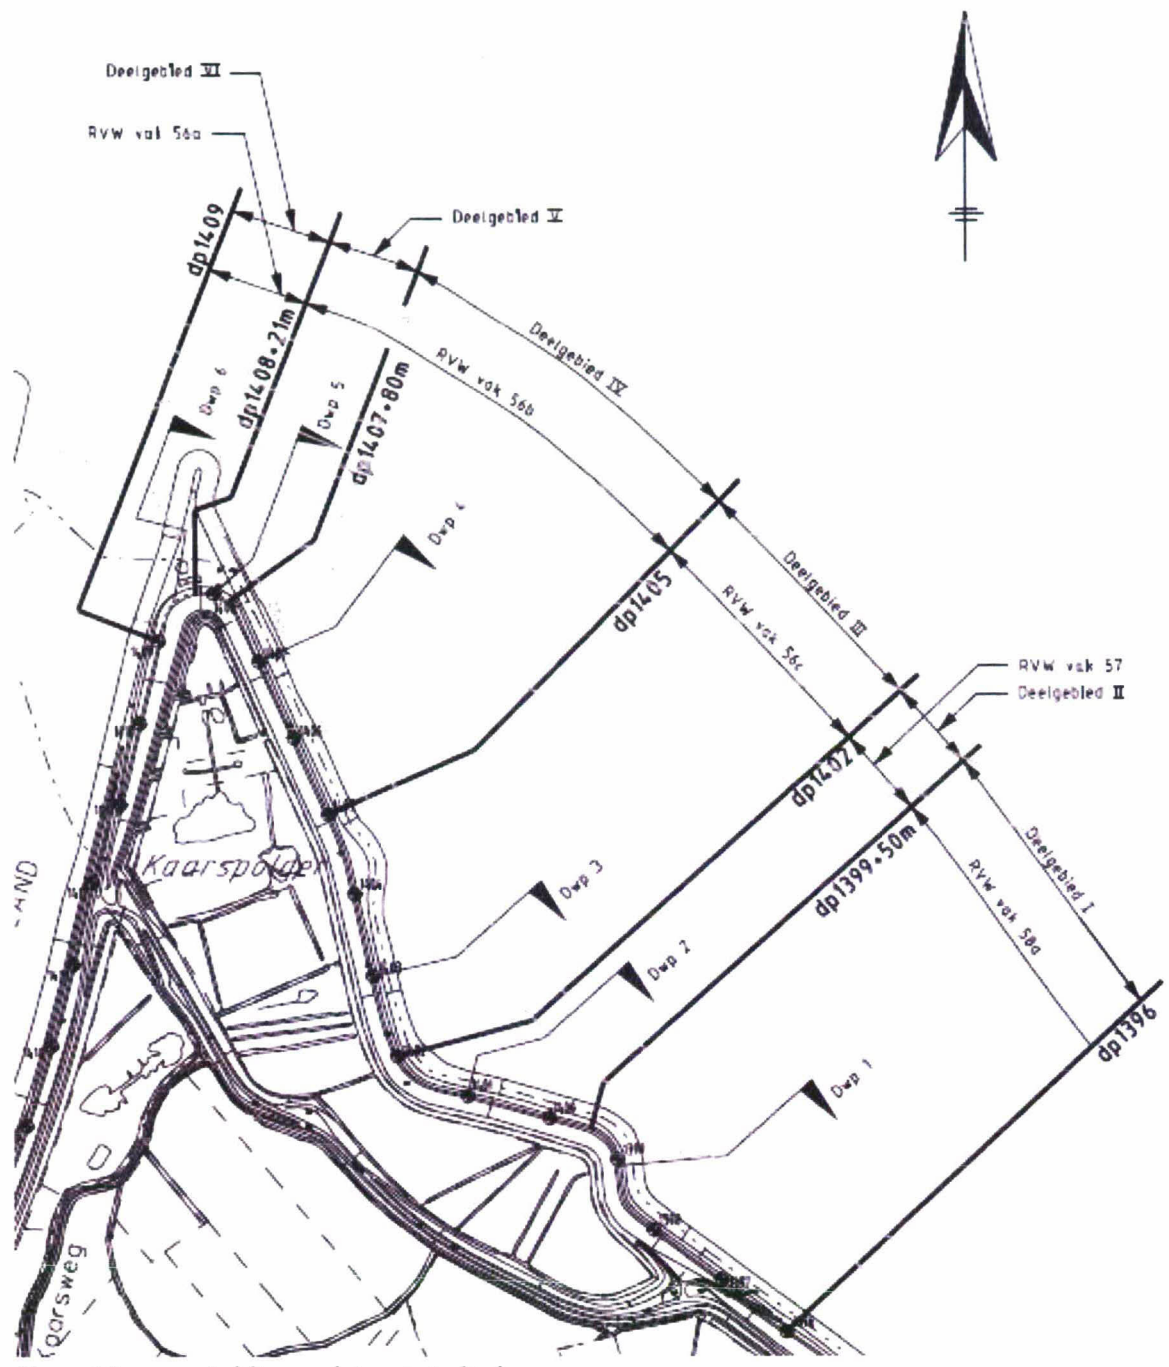 Deelgebied VI
RVW vak 56a
Deelgebied V
dp1409
Deelgebied IV
RVW vak 56b
dp1408+21m
Dwp 6
Dwp 5
dp1407+80m
Dwp 4
dp1405
Deelgebied III
RVW vak 56c
RVW vak 57
Deelgebied II
dp1402
dp1399+50m
Deelgebied I
RVW vak 58a
Kaarspolder
Dwp 3
Dwp 2
dp1396
Dwp 1